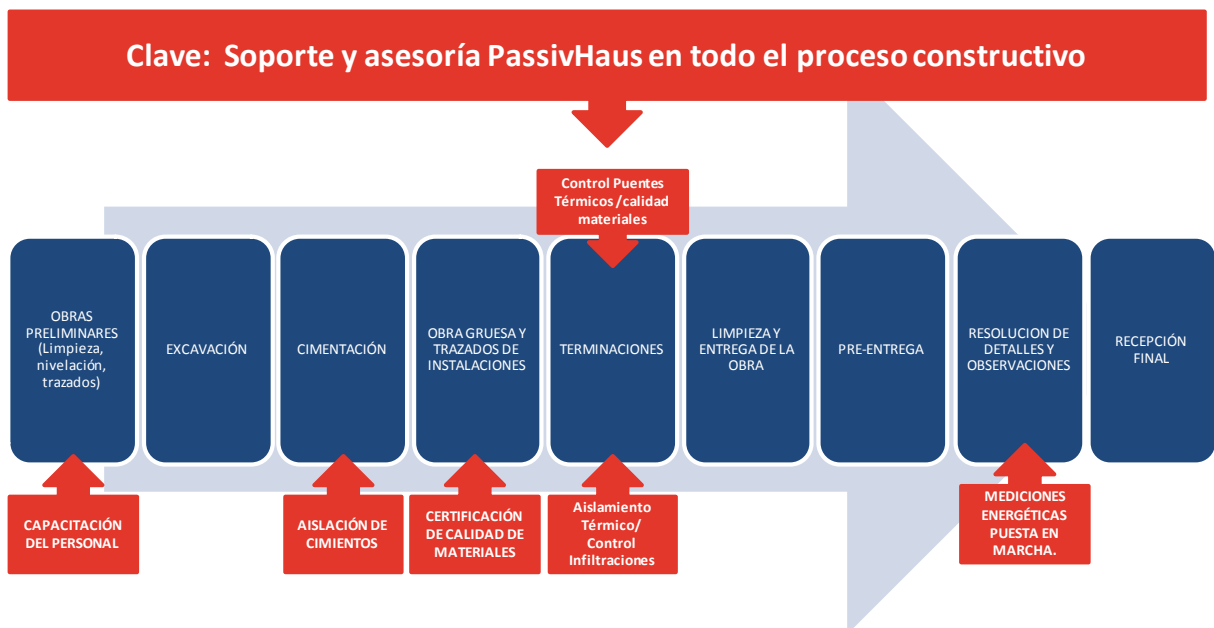 Clave: Soporte y asesoría PassivHaus en todo el proceso constructivo
Control Puentes
Térmicos /calidad
materiales
OBRAS
PRELIMINARES
(Limpieza,
nivelación,
trazados)
EXCAVACIÓN
CIMENTACIÓN
OBRA GRUESA Y
TRAZADOS DE
INSTALACIONES
TERMINACIONES
LIMPIEZA Y
ENTREGA DE LA
OBRA
PRE-ENTREGA
RESOLUCION DE
DETALLES Y
OBSERVACIONES
RECEPCIÓN
FINAL
CAPACITACIÓN
DEL PERSONAL
AISLACIÓN DE
CIMIENTOS
CERTIFICACIÓN
DE CALIDAD DE
MATERIALES
Aislamiento
Térmico/
Control
Infiltraciones
MEDICIONES
ENERGÉTICAS
PUESTA EN
MARCHA.